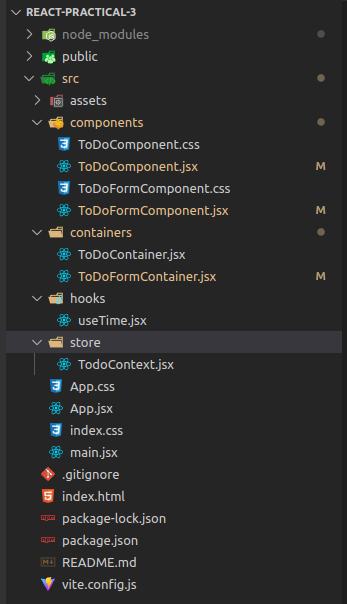 REACT-PRACTICAL-3
node_modules
public
src
assets
components
ToDoComponent.css
ToDoComponent.jsx M
ToDoFormComponent.css
ToDoFormComponent.jsx M
containers
ToDoContainer.jsx
ToDoFormContainer.jsx M
hooks
useTime.jsx
store
TodoContext.jsx
App.css
App.jsx
index.css
main.jsx
.gitignore
index.html
package-lock.json
package.json
README.md
vite.config.js